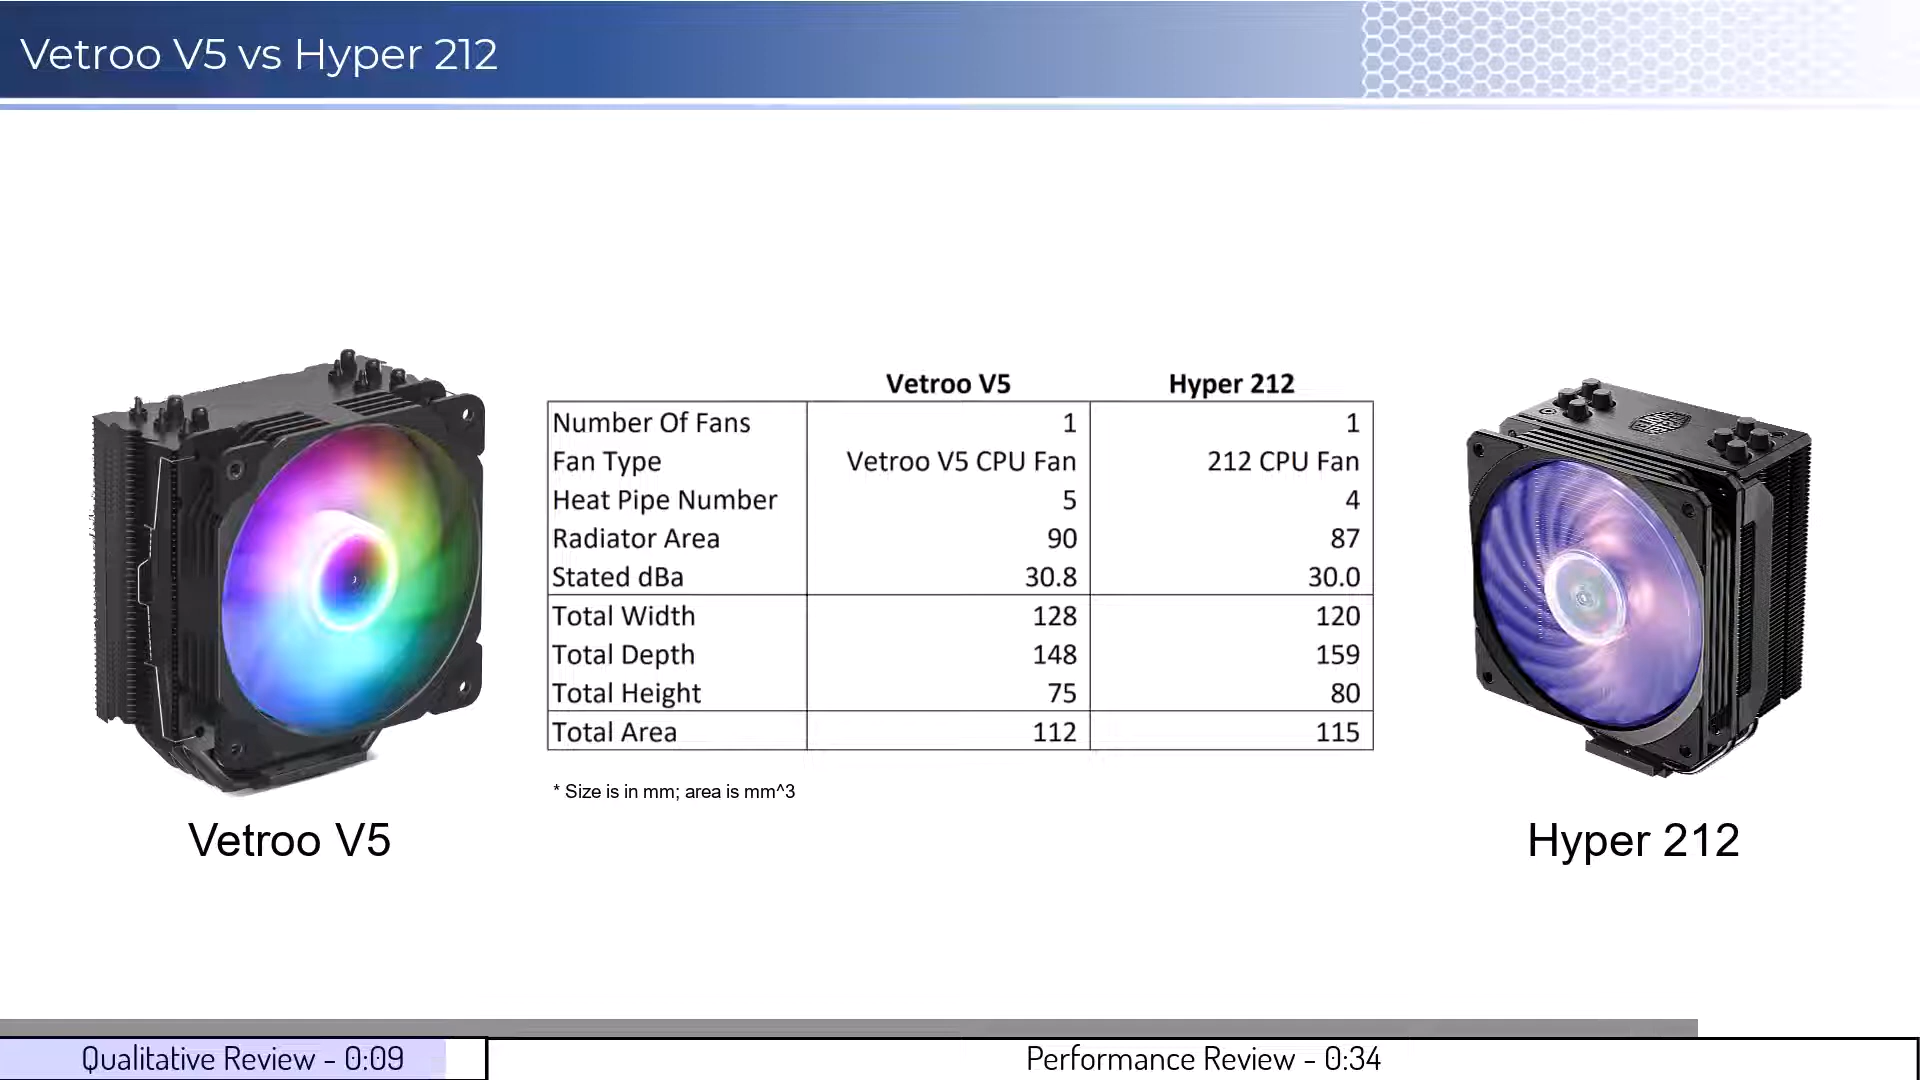 Vetroo V5 vs Hyper 212
Vetroo V5 Hyper 212
Number Of Fans 1 1
Fan Type Vetroo V5 CPU Fan 212 CPU Fan
Heat Pipe Number 5 4
Radiator Area 90 87
Stated dBa 30.8 30.0
Total Width 128 120
Total Depth 148 159
Total Height 75 80
Total Area 112 115
* Size is in mm; area is mm^3
Vetroo V5
Hyper 212
Qualitative Review - 0:09
Performance Review - 0:34